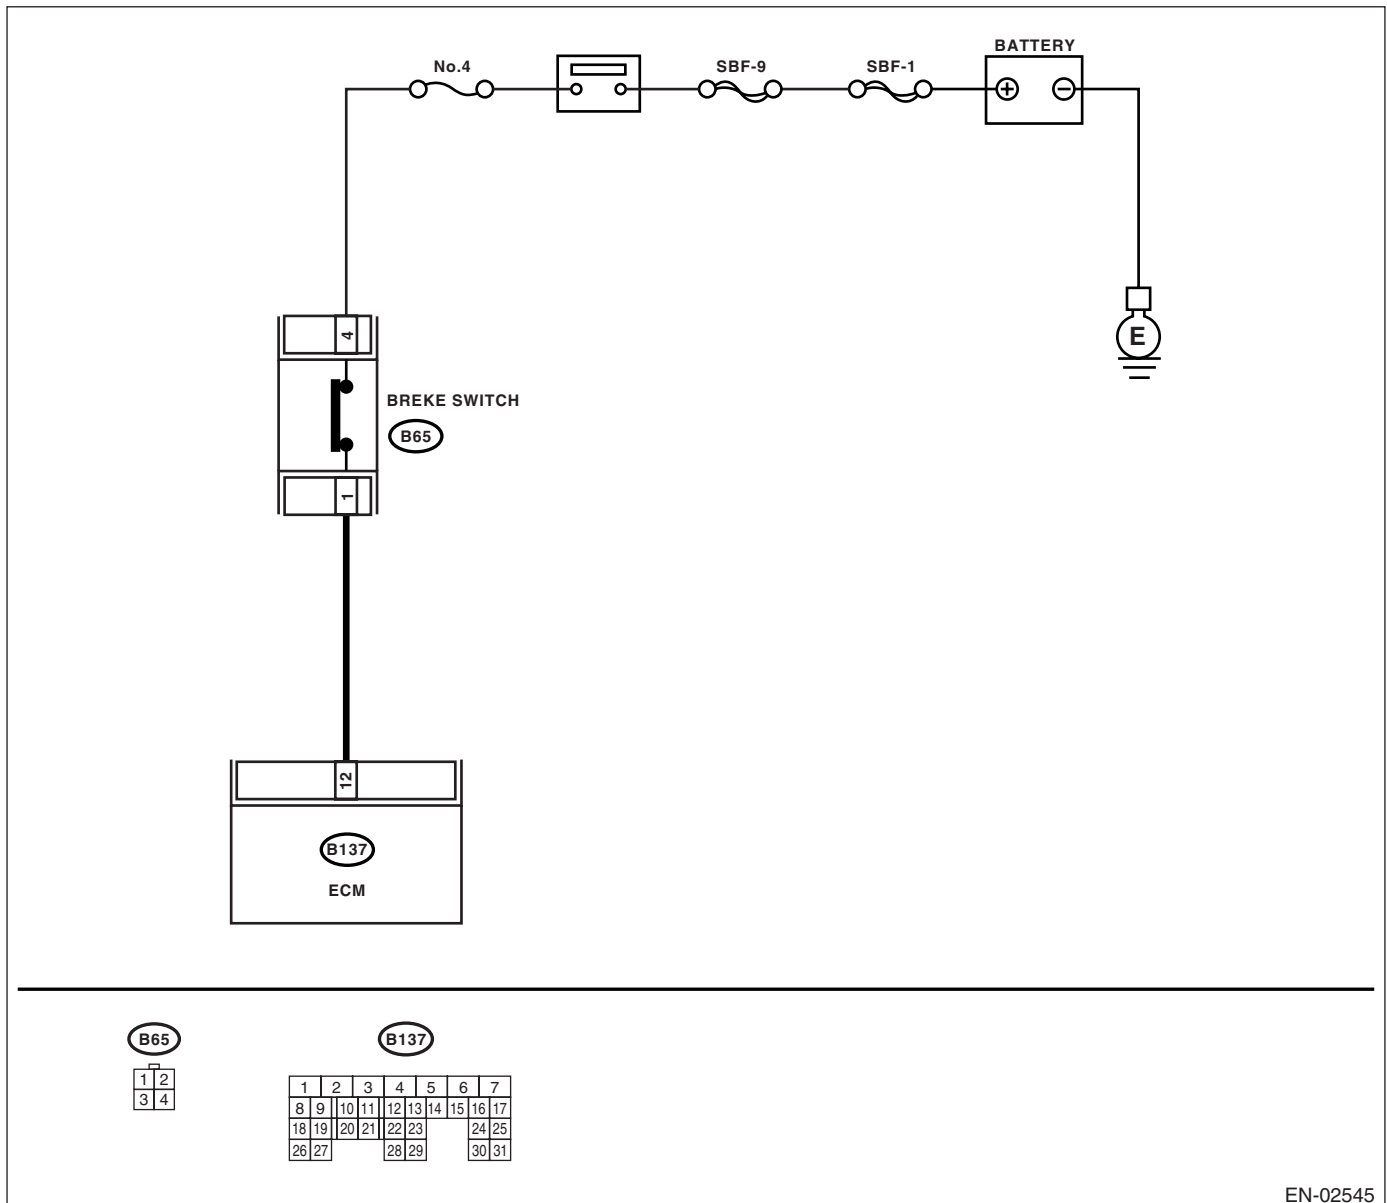 BATTERY
No.4
SBF-9
SBF-1
E
4
BREKE SWITCH
B65
1
12
B137
ECM
B65
B137
1 2
3 4
1 2 3 4 5 6 7
8 9 10 11 12 13 14 15 16 17
18 19 20 21 22 23 24 25
26 27 28 29 30 31
EN-02545